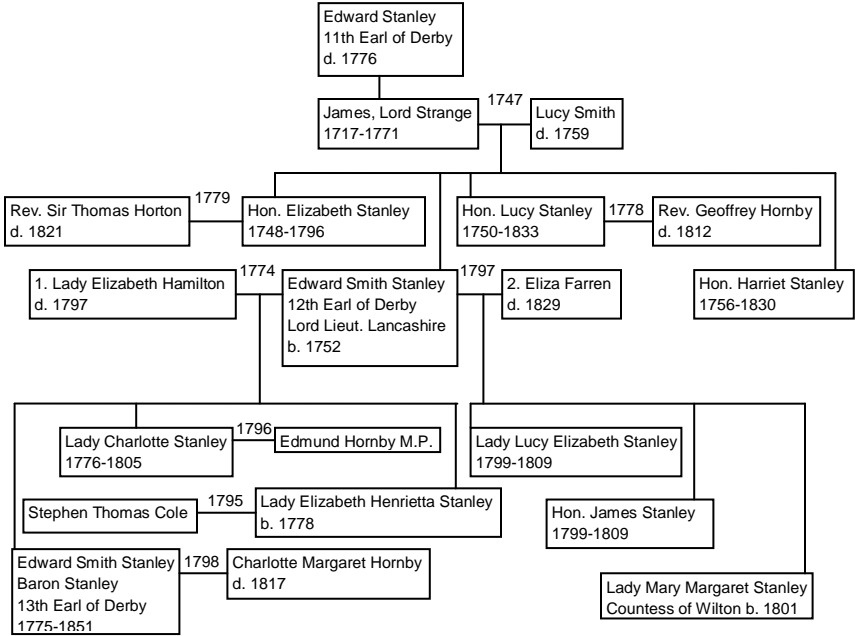 Edward Stanley
11th Earl of Derby
d. 1776
James, Lord Strange
1717-1771
1747
Lucy Smith
d. 1759
Rev. Sir Thomas Horton
d. 1821
1779
Hon. Elizabeth Stanley
1748-1796
Hon. Lucy Stanley
1750-1833
1778
Rev. Geoffrey Hornby
d. 1812
1. Lady Elizabeth Hamilton
d. 1797
1774
Edward Smith Stanley
12th Earl of Derby
Lord Lieut. Lancashire
b. 1752
1797
2. Eliza Farren
d. 1829
Hon. Harriet Stanley
1756-1830
Lady Charlotte Stanley
1776-1805
1796
Edmund Hornby M.P.
Lady Lucy Elizabeth Stanley
1799-1809
Stephen Thomas Cole
1795
Lady Elizabeth Henrietta Stanley
b. 1778
Hon. James Stanley
1799-1809
Edward Smith Stanley
Baron Stanley
13th Earl of Derby
1775-1851
1798
Charlotte Margaret Hornby
d. 1817
Lady Mary Margaret Stanley
Countess of Wilton b. 1801